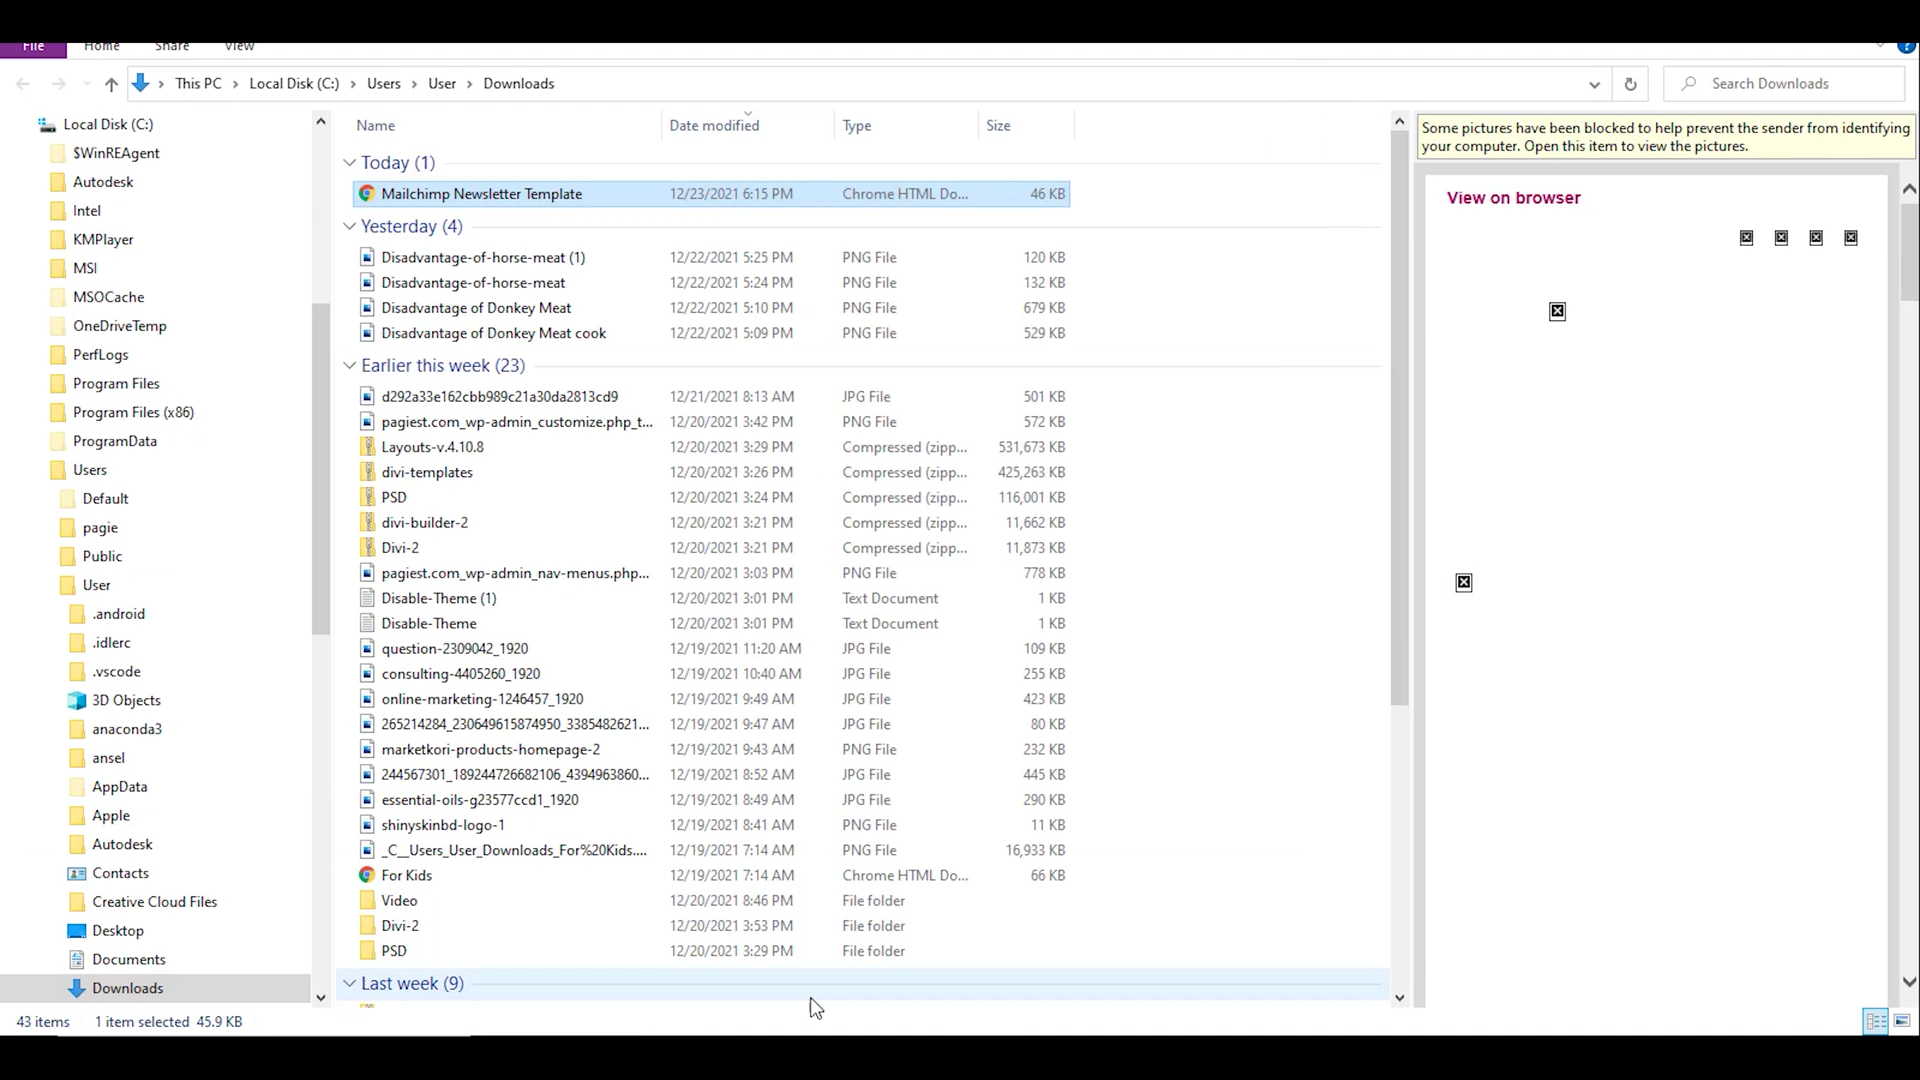 File Home Share View
This PC Local Disk (C:) Users User Downloads
Search Downloads
Local Disk (C:)
$WinREAgent
Autodesk
Intel
KMPlayer
MSI
MSOCache
OneDriveTemp
PerfLogs
Program Files
Program Files (x86)
ProgramData
Users
Default
pagie
Public
User
.android
.idlerc
.vscode
3D Objects
anaconda3
ansel
AppData
Apple
Autodesk
Contacts
Creative Cloud Files
Desktop
Documents
Downloads
Name Date modified Type Size
Today (1)
Mailchimp Newsletter Template 12/23/2021 6:15 PM Chrome HTML Do... 46 KB
Yesterday (4)
Disadvantage-of-horse-meat (1) 12/22/2021 5:25 PM PNG File 120 KB
Disadvantage-of-horse-meat 12/22/2021 5:24 PM PNG File 132 KB
Disadvantage of Donkey Meat 12/22/2021 5:10 PM PNG File 679 KB
Disadvantage of Donkey Meat cook 12/22/2021 5:09 PM PNG File 529 KB
Earlier this week (23)
d292a33e162cbb989c21a30da2813cd9 12/21/2021 8:13 AM JPG File 501 KB
pagiest.com_wp-admin_customize.php_t... 12/20/2021 3:42 PM PNG File 572 KB
Layouts-v.4.10.8 12/20/2021 3:29 PM Compressed (zipp... 531,673 KB
divi-templates 12/20/2021 3:26 PM Compressed (zipp... 425,263 KB
PSD 12/20/2021 3:24 PM Compressed (zipp... 116,001 KB
divi-builder-2 12/20/2021 3:21 PM Compressed (zipp... 11,662 KB
Divi-2 12/20/2021 3:21 PM Compressed (zipp... 11,873 KB
pagiest.com_wp-admin_nav-menus.php... 12/20/2021 3:03 PM PNG File 778 KB
Disable-Theme (1) 12/20/2021 3:01 PM Text Document 1 KB
Disable-Theme 12/20/2021 3:01 PM Text Document 1 KB
question-2309042_1920 12/19/2021 11:20 AM JPG File 109 KB
consulting-4405260_1920 12/19/2021 10:40 AM JPG File 255 KB
online-marketing-1246457_1920 12/19/2021 9:49 AM JPG File 423 KB
265214284_230649615874950_3385482621... 12/19/2021 9:47 AM JPG File 80 KB
marketkori-products-homepage-2 12/19/2021 9:43 AM PNG File 232 KB
244567301_189244726682106_4394963860... 12/19/2021 8:52 AM JPG File 445 KB
essential-oils-g23577ccd1_1920 12/19/2021 8:49 AM JPG File 290 KB
shinyskinbd-logo-1 12/19/2021 8:41 AM PNG File 11 KB
_C__Users_User_Downloads_For%20Kids.... 12/19/2021 7:14 AM PNG File 16,933 KB
For Kids 12/19/2021 7:14 AM Chrome HTML Do... 66 KB
Video 12/20/2021 8:46 PM File folder
Divi-2 12/20/2021 3:53 PM File folder
PSD 12/20/2021 3:29 PM File folder
Last week (9)
Some pictures have been blocked to help prevent the sender from identifying
your computer. Open this item to view the pictures.
View on browser
43 items 1 item selected 45.9 KB